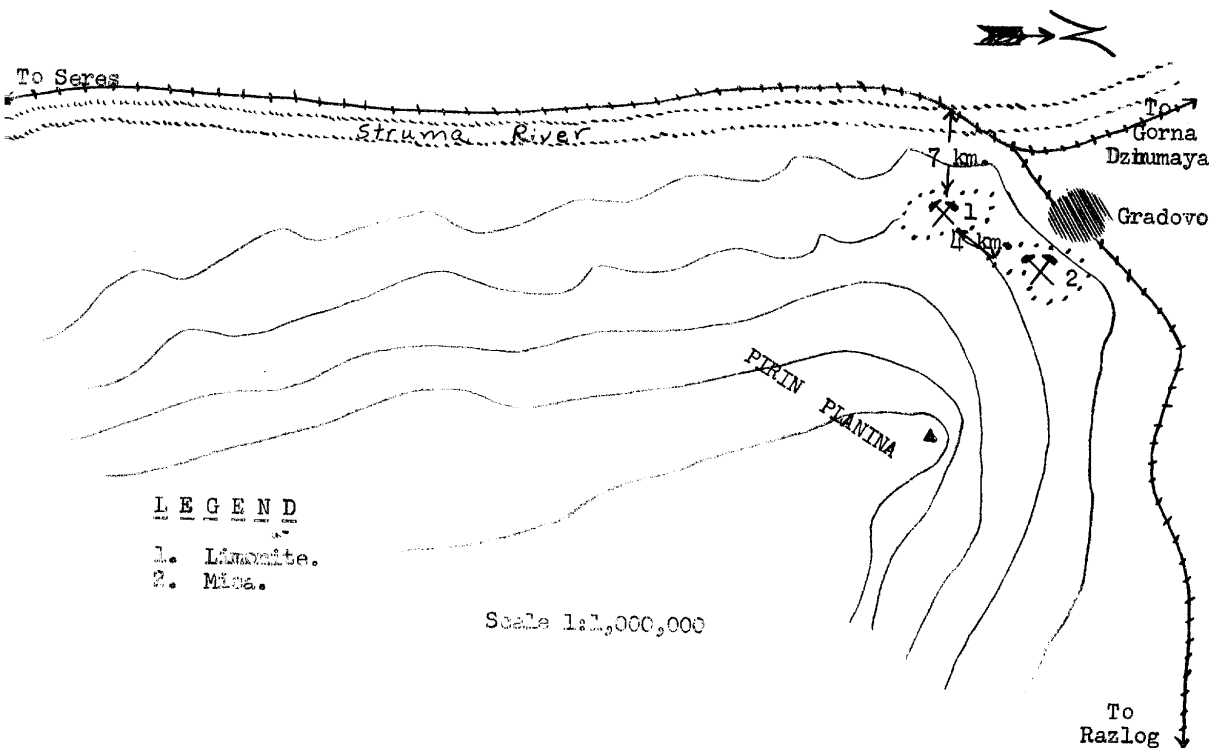 To Seres
Struma River
To
Gorna
Dzhumaya
7 km.
1
Gradovo
4 km.
2
PIRIN PLANINA
LEGEND
1. Limonite.
2. Mica.
Scale 1:1,000,000
To
Razlog